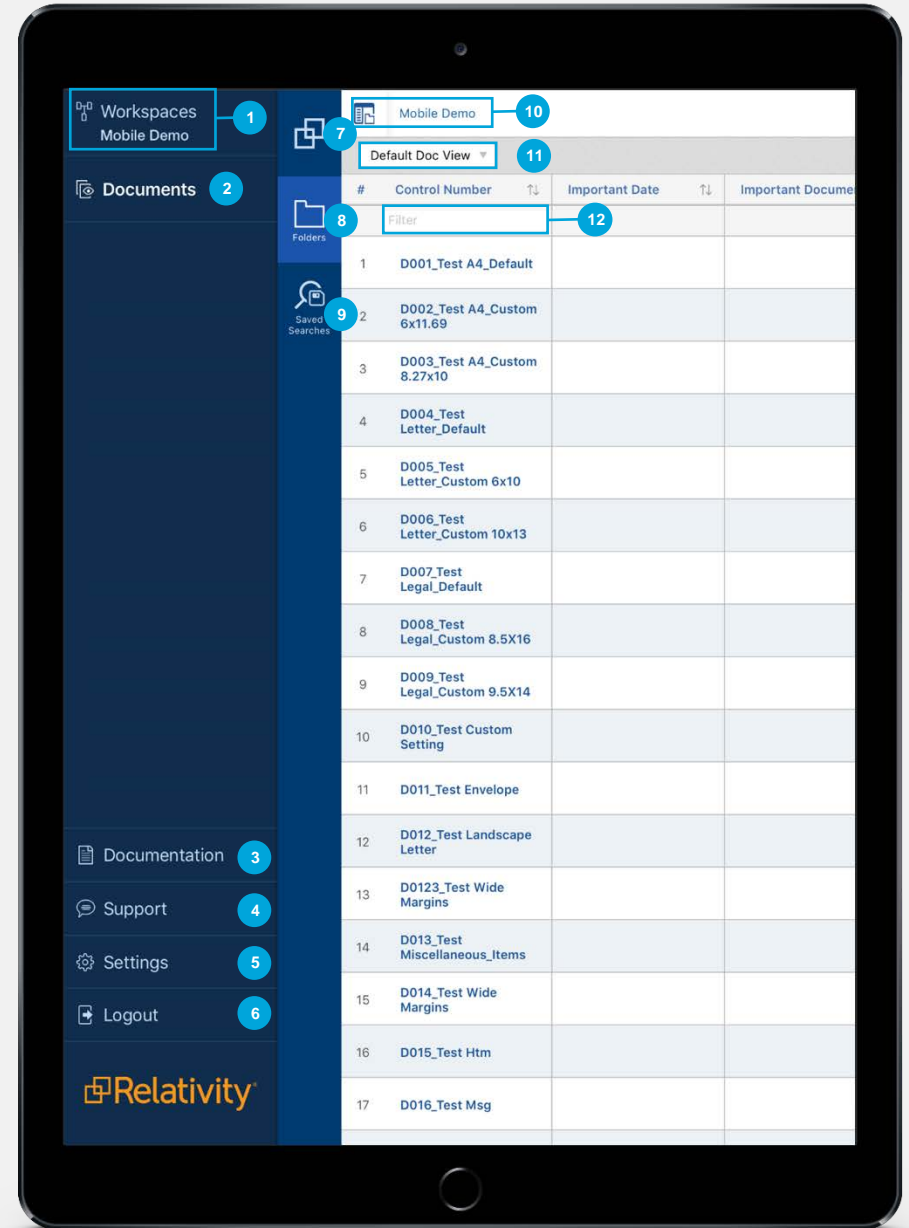 Workspaces
Mobile Demo
1
Documents
2
Documentation
3
Support
4
Settings
5
Logout
6
Relativity
7
Folders
8
Saved
Searches
9
Mobile Demo
10
Default Doc View
11
# Control Number Important Date Important Docume
Filter
12
1 D001_Test A4_Default
2 D002_Test A4_Custom
6x11.69
3 D003_Test A4_Custom
8.27x10
4 D004_Test
Letter_Default
5 D005_Test
Letter_Custom 6x10
6 D006_Test
Letter_Custom 10x13
7 D007_Test
Legal_Default
8 D008_Test
Legal_Custom 8.5X16
9 D009_Test
Legal_Custom 9.5X14
10 D010_Test Custom
Setting
11 D011_Test Envelope
12 D012_Test Landscape
Letter
13 D0123_Test Wide
Margins
14 D013_Test
Miscellaneous_Items
15 D014_Test Wide
Margins
16 D015_Test Htm
17 D016_Test Msg